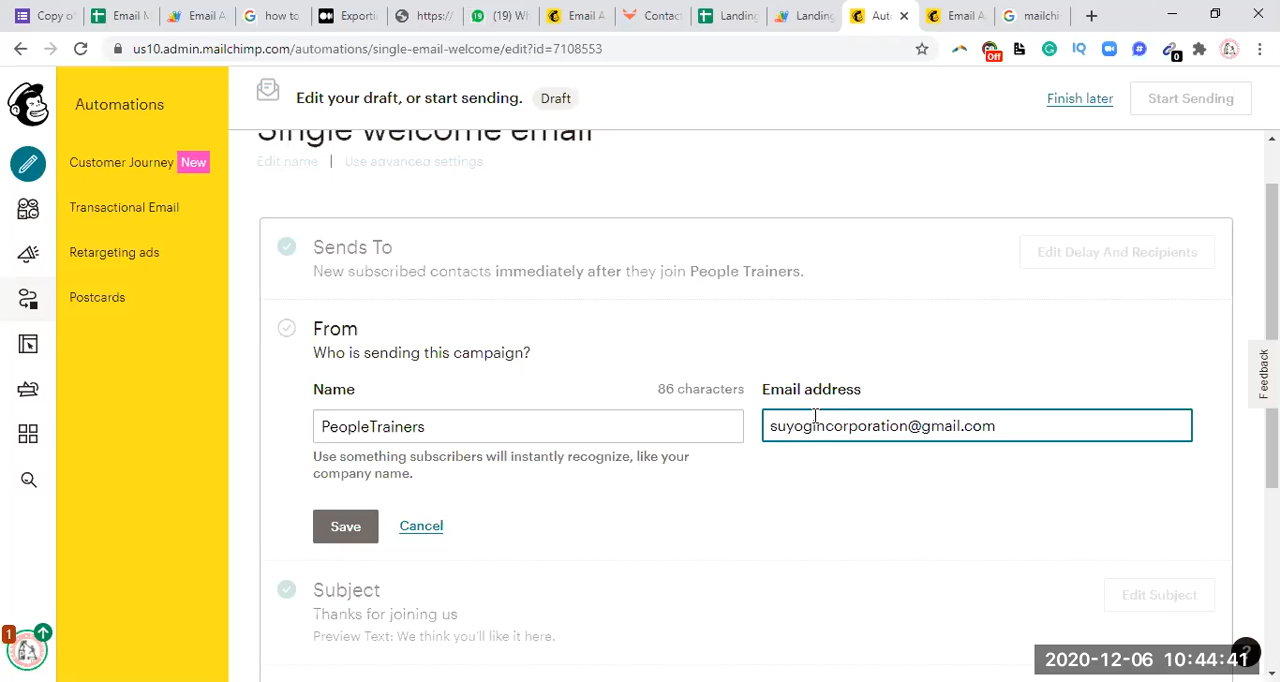 Copy of
Email M
Email A
how to
Exporti
https:/
(19) W
Email A
Contac
Landin
Landing
Aut
Email A
mailchi
us10.admin.mailchimp.com/automations/single-email-welcome/edit?id=7108553
Off
IQ
0
Automations
Customer Journey New
Transactional Email
Retargeting ads
Postcards
Edit your draft, or start sending. Draft
Finish later
Start Sending
Single welcome email
Edit name | Use advanced settings
Sends To
New subscribed contacts immediately after they join People Trainers.
Edit Delay And Recipients
From
Who is sending this campaign?
Name 86 characters
PeopleTrainers
Use something subscribers will instantly recognize, like your
company name.
Email address
suyogincorporation@gmail.com
Save Cancel
Subject
Thanks for joining us
Preview Text: We think you'll like it here.
Edit Subject
Feedback
1
?
2020-12-06 10:44:41